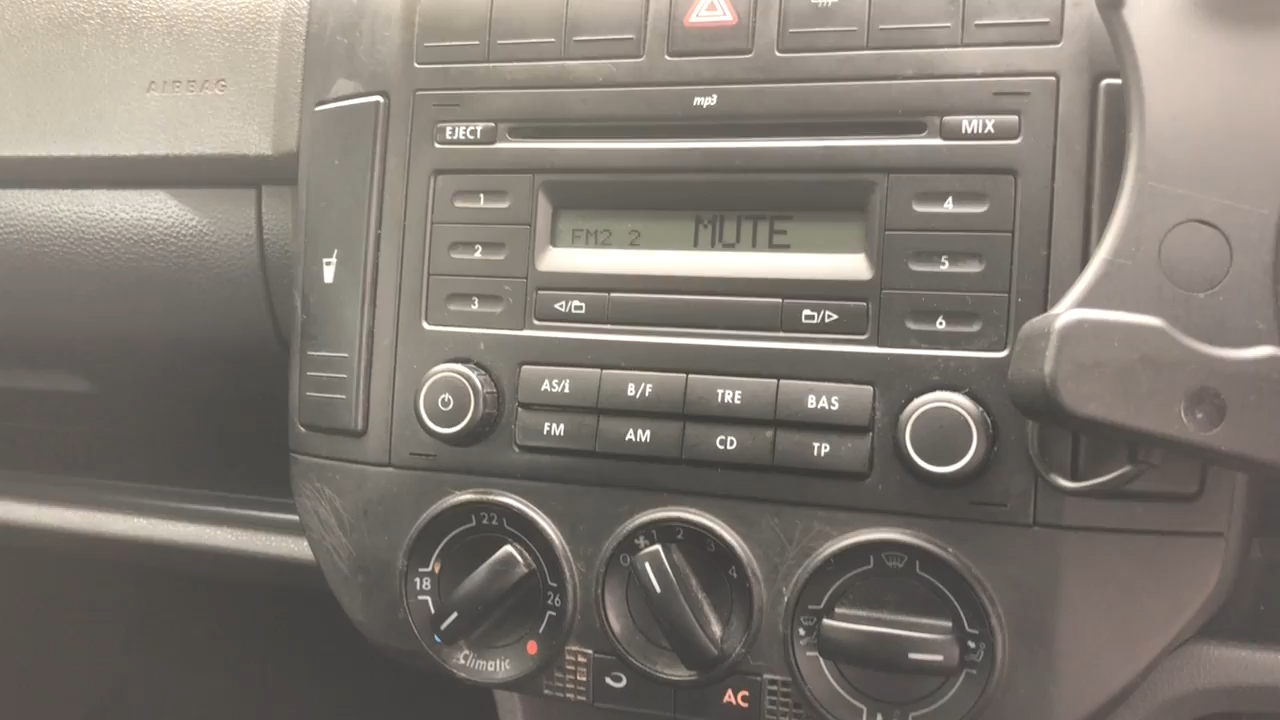 AIRBAG
mp3
EJECT
MIX
1
4
FM2 2 MUTE
2
5
3
6
AS/i B/F TRE BAS
FM AM CD TP
22
18
26
Climatic
0 1 2 3 4
AC